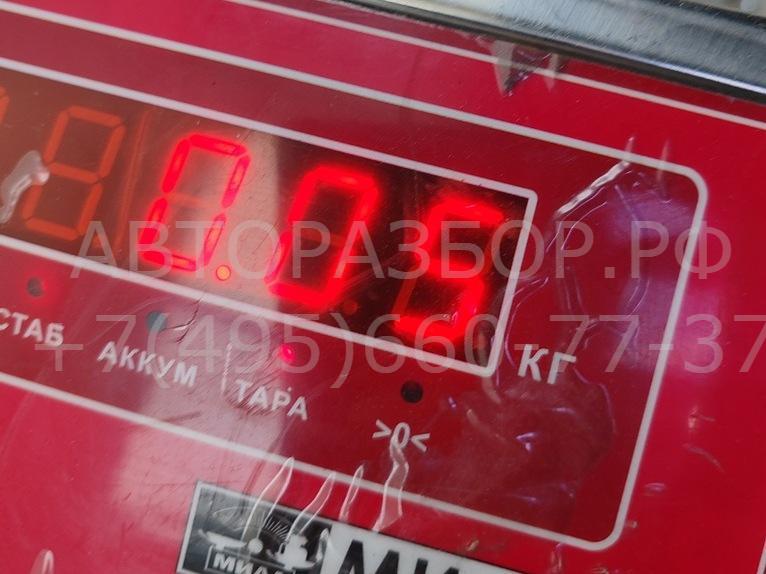 0.05
АВТОРАЗБОР.РФ
+7(495)660-77-37
СТАБ АККУМ ТАРА >0< КГ